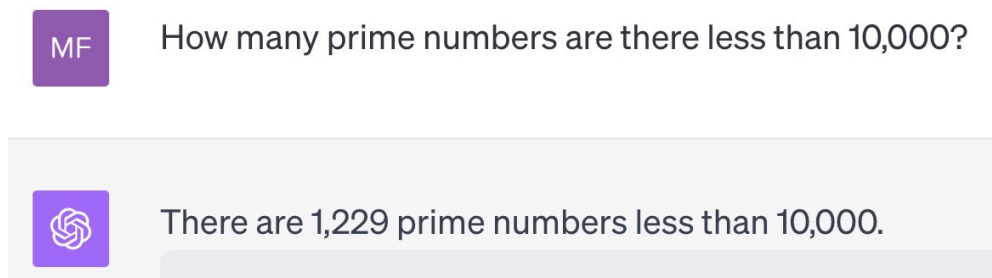 MF
How many prime numbers are there less than 10,000?
There are 1,229 prime numbers less than 10,000.